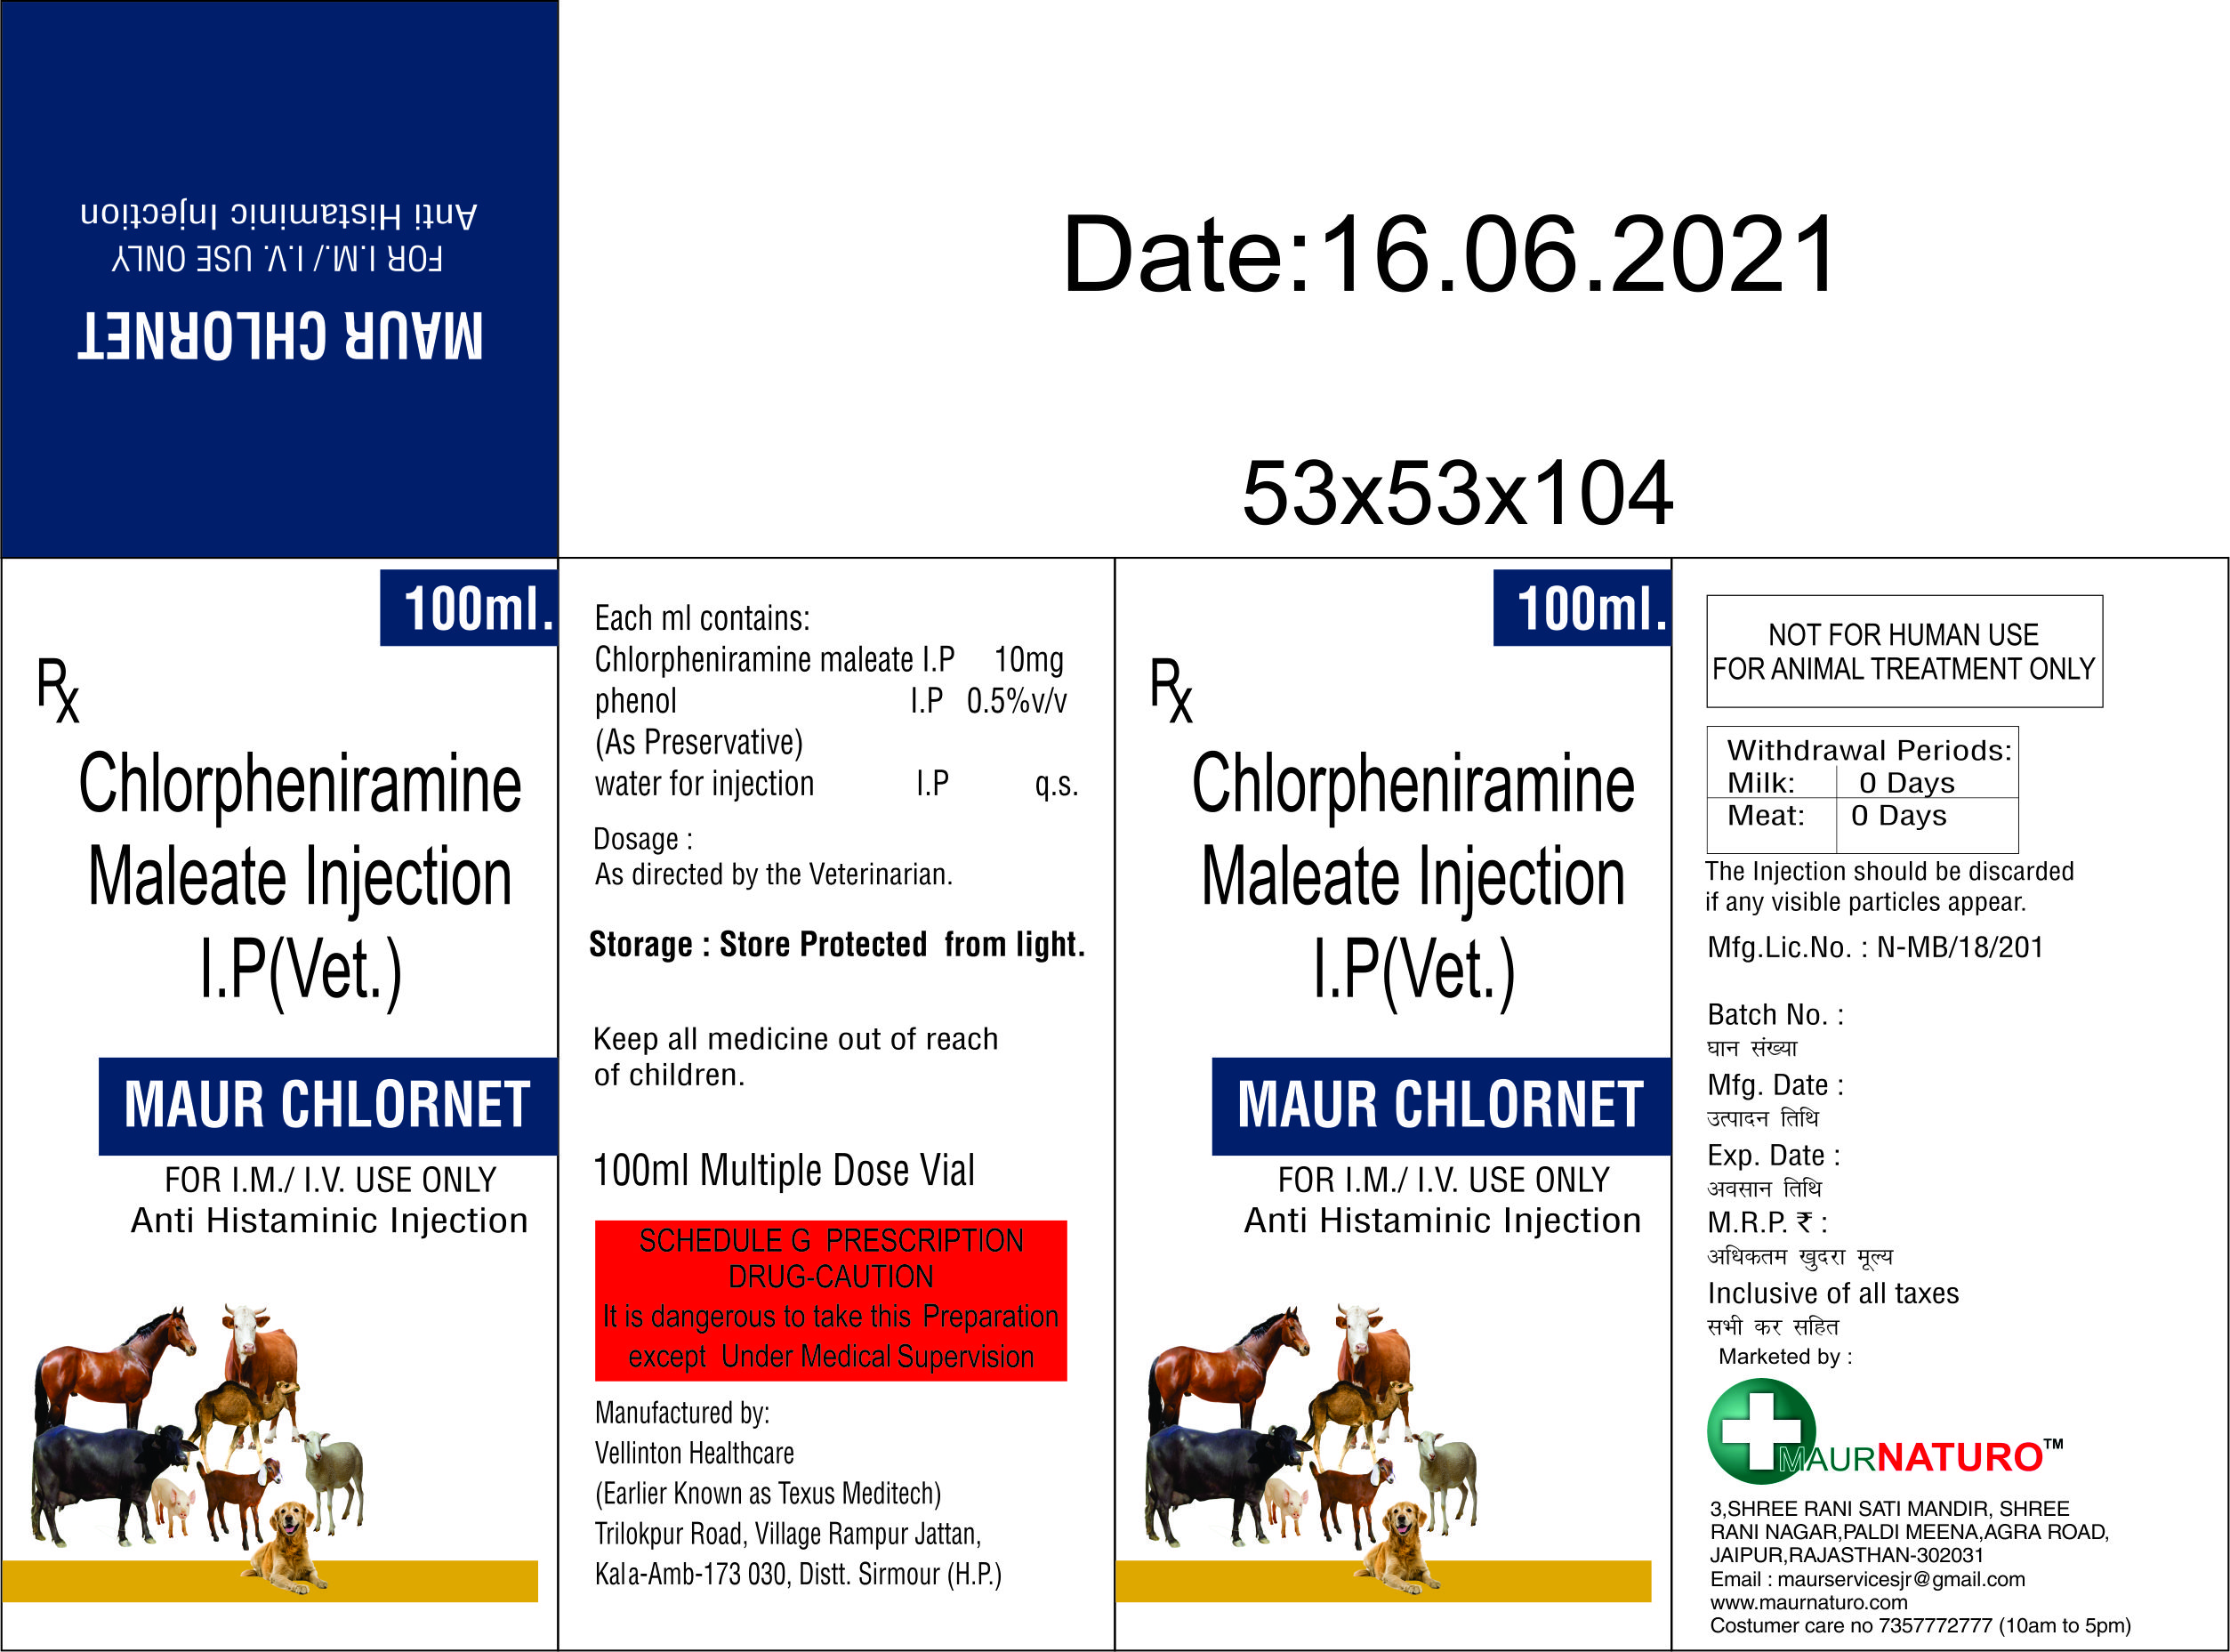 Anti Histaminic Injection
FOR I.M./ I.V. USE ONLY
MAUR CHLORNET
Date:16.06.2021
53x53x104
100ml.
Rx
Chlorpheniramine
Maleate Injection
I.P(Vet.)
MAUR CHLORNET
FOR I.M./ I.V. USE ONLY
Anti Histaminic Injection
Each ml contains:
Chlorpheniramine maleate I.P 10mg
phenol I.P 0.5%v/v
(As Preservative)
water for injection I.P q.s.
Dosage :
As directed by the Veterinarian.
Storage : Store Protected from light.
Keep all medicine out of reach
of children.
100ml Multiple Dose Vial
SCHEDULE G PRESCRIPTION
DRUG-CAUTION
It is dangerous to take this Preparation
except Under Medical Supervision
Manufactured by:
Vellinton Healthcare
(Earlier Known as Texus Meditech)
Trilokpur Road, Village Rampur Jattan,
Kala-Amb-173 030, Distt. Sirmour (H.P.)
100ml.
Rx
Chlorpheniramine
Maleate Injection
I.P(Vet.)
MAUR CHLORNET
FOR I.M./ I.V. USE ONLY
Anti Histaminic Injection
NOT FOR HUMAN USE
FOR ANIMAL TREATMENT ONLY
Withdrawal Periods:
Milk: 0 Days
Meat: 0 Days
The Injection should be discarded
if any visible particles appear.
Mfg.Lic.No. : N-MB/18/201
Batch No. :
घान संख्या
Mfg. Date :
उत्पादन तिथि
Exp. Date :
अवसान तिथि
M.R.P. ₹ :
अधिकतम खुदरा मूल्य
Inclusive of all taxes
सभी कर सहित
Marketed by :
MAURNATURO™
3,SHREE RANI SATI MANDIR, SHREE
RANI NAGAR,PALDI MEENA,AGRA ROAD,
JAIPUR,RAJASTHAN-302031
Email : maurservicesjr@gmail.com
www.maurnaturo.com
Costumer care no 7357772777 (10am to 5pm)